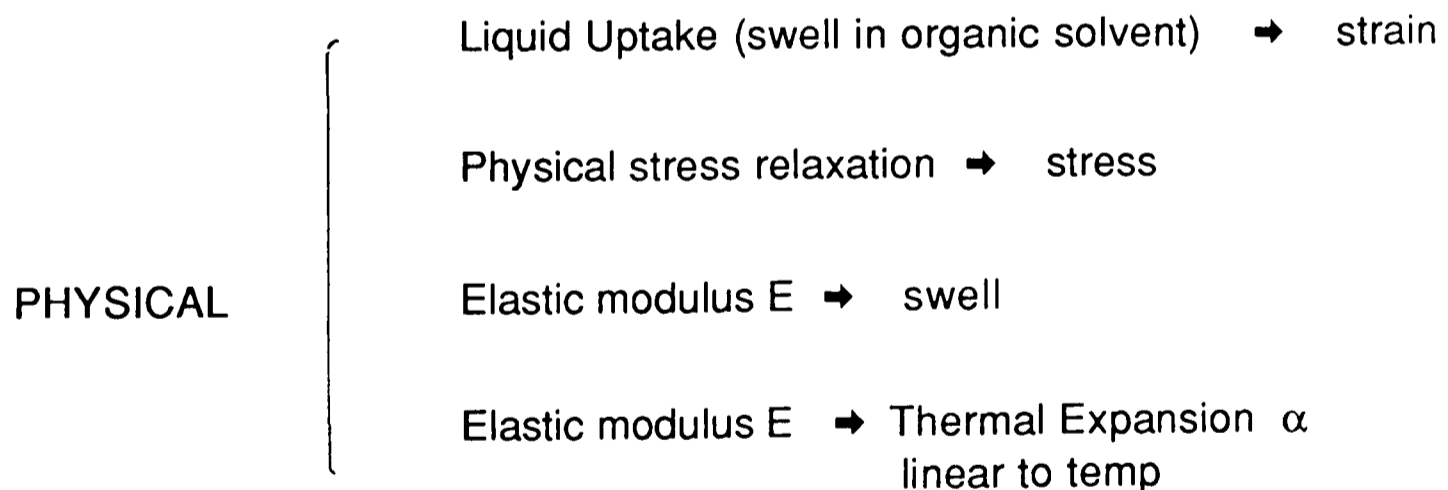 Liquid Uptake (swell in organic solvent) ➡ strain
Physical stress relaxation ➡ stress
PHYSICAL
Elastic modulus E ➡ swell
Elastic modulus E ➡ Thermal Expansion α
linear to temp